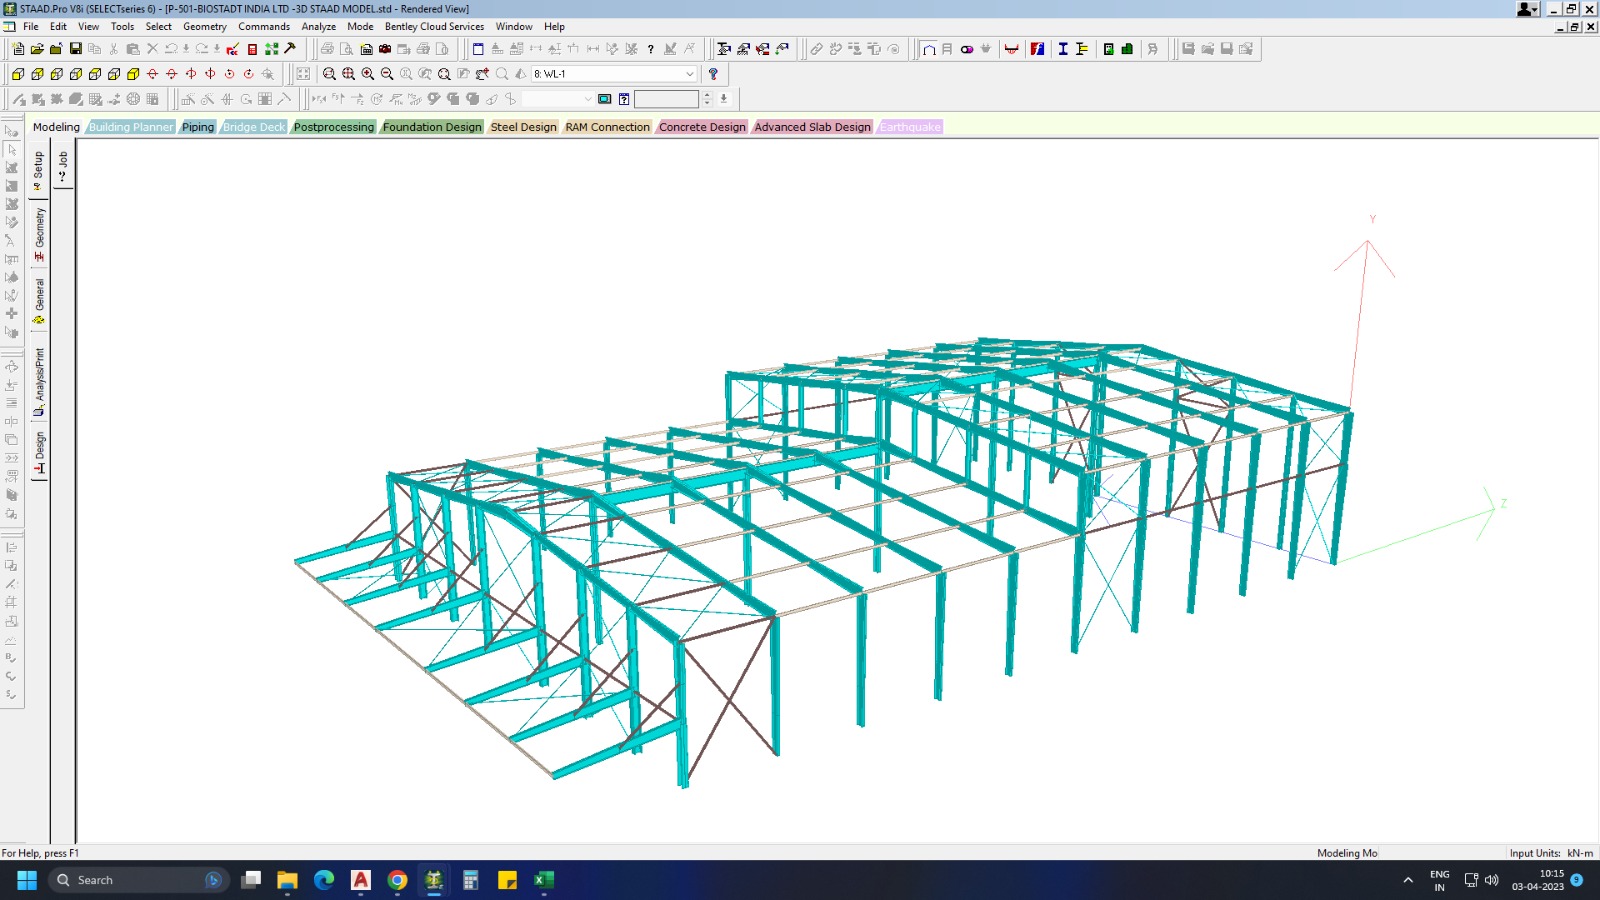 STAAD.Pro V8i (SELECTseries 6) - [P-501-BIOSTADT INDIA LTD -3D STAAD MODEL.std - Rendered View]
File Edit View Tools Select Geometry Commands Analyze Mode Bentley Cloud Services Window Help
8: WL-1
Modeling Building Planner Piping Bridge Deck Postprocessing Foundation Design Steel Design RAM Connection Concrete Design Advanced Slab Design Earthquake
Setup
Job
Geometry
General
Analysis/Print
Design
Y
Z
For Help, press F1
Modeling Mo
Input Units: kN-m
Search
ENG
IN
10:15
03-04-2023
9